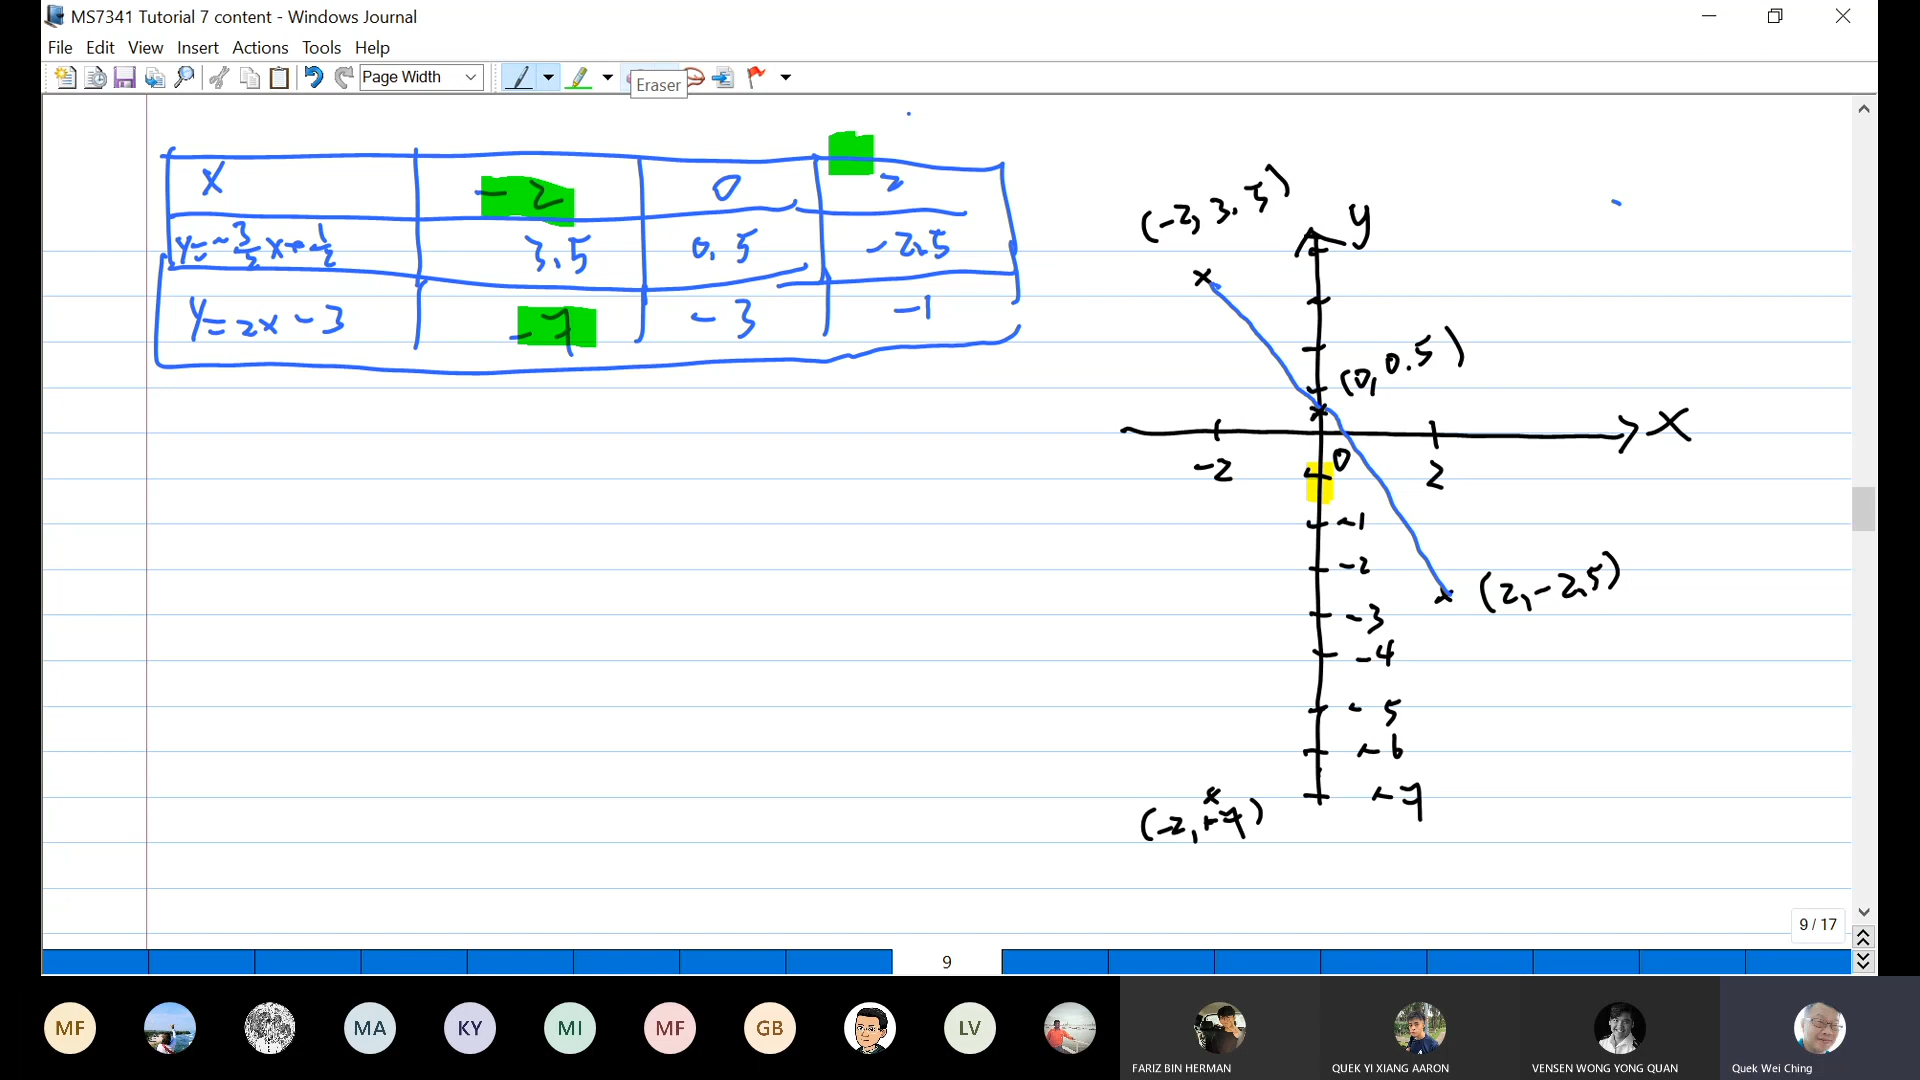 MS7341 Tutorial 7 content - Windows Journal
File Edit View Insert Actions Tools Help
Page Width
Eraser
x -2 0 2
y=-3/2x+1/2 3.5 0.5 -2.5
y=2x-3 -7 -3 -1
(-2, 3.5) y
(0, 0.5)
x
-2 0 2
-1
-2
(2, -2.5)
-3
-4
-5
-6
-7
(-2, -7)
9 / 17
9
MF MA KY MI MF GB LV
FARIZ BIN HERMAN QUEK YI XIANG AARON VENSEN WONG YONG QUAN Quek Wei Ching